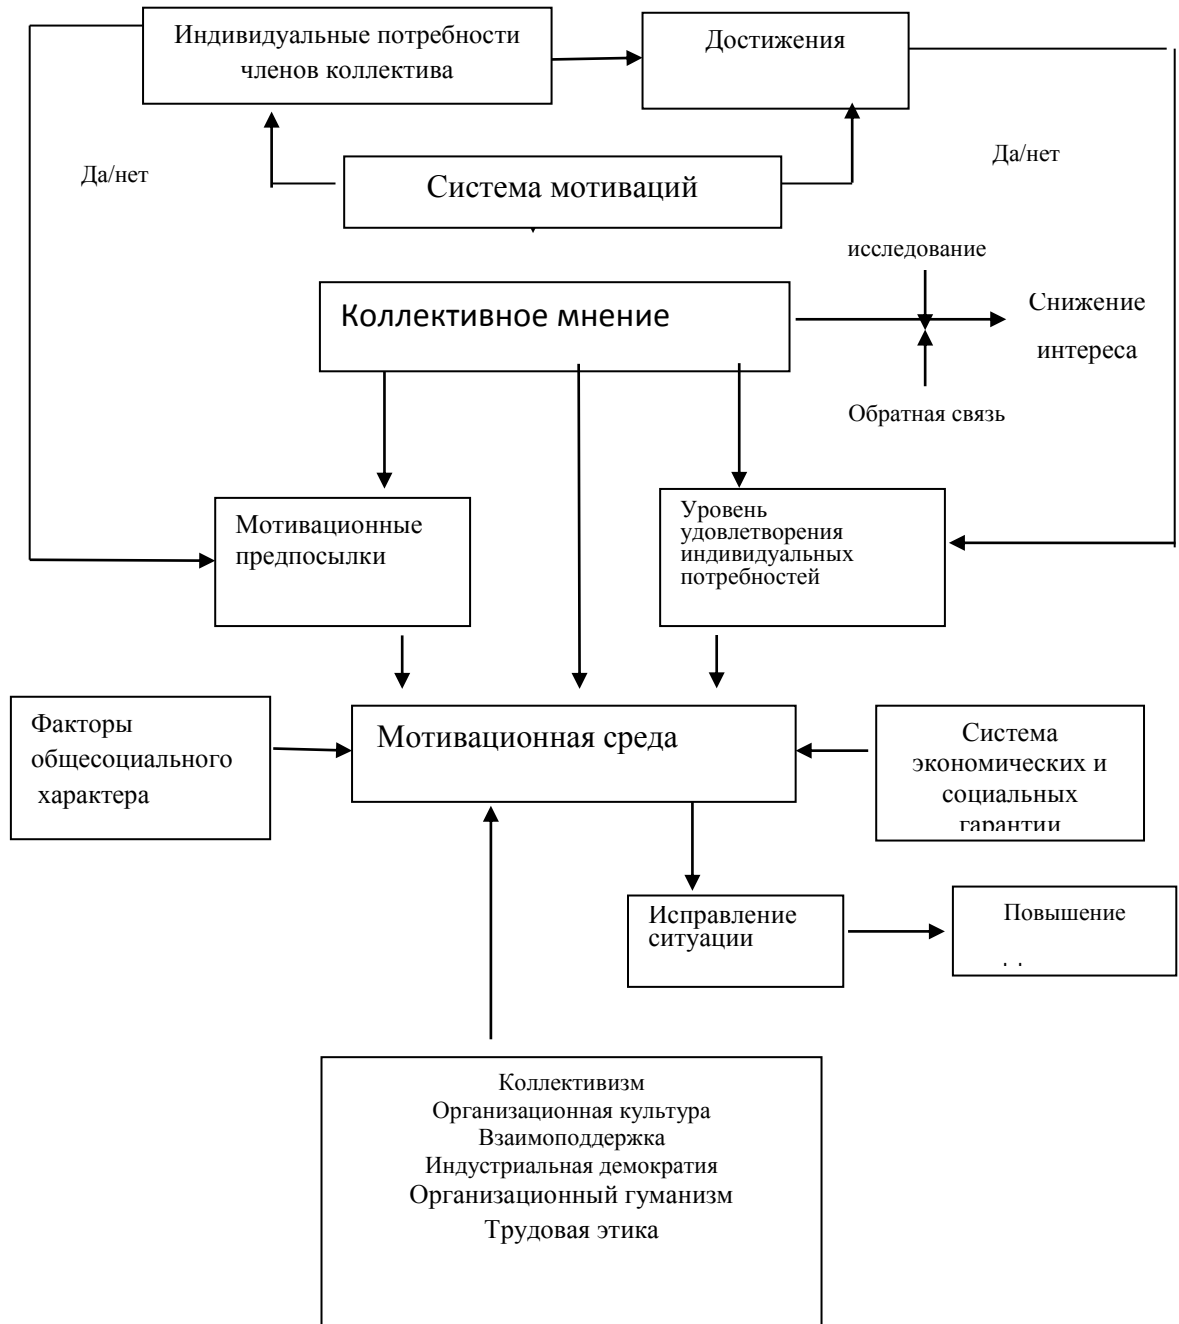 Индивидуальные потребности
членов коллектива
Достижения
Да/нет
Да/нет
Система мотиваций
исследование
Коллективное мнение
Снижение
интереса
Обратная связь
Мотивационные
предпосылки
Уровень
удовлетворения
индивидуальных
потребностей
Факторы
общесоциального
характера
Мотивационная среда
Система
экономических и
социальных
гарантии
Исправление
ситуации
Повышение
Коллективизм
Организационная культура
Взаимоподдержка
Индустриальная демократия
Организационный гуманизм
Трудовая этика